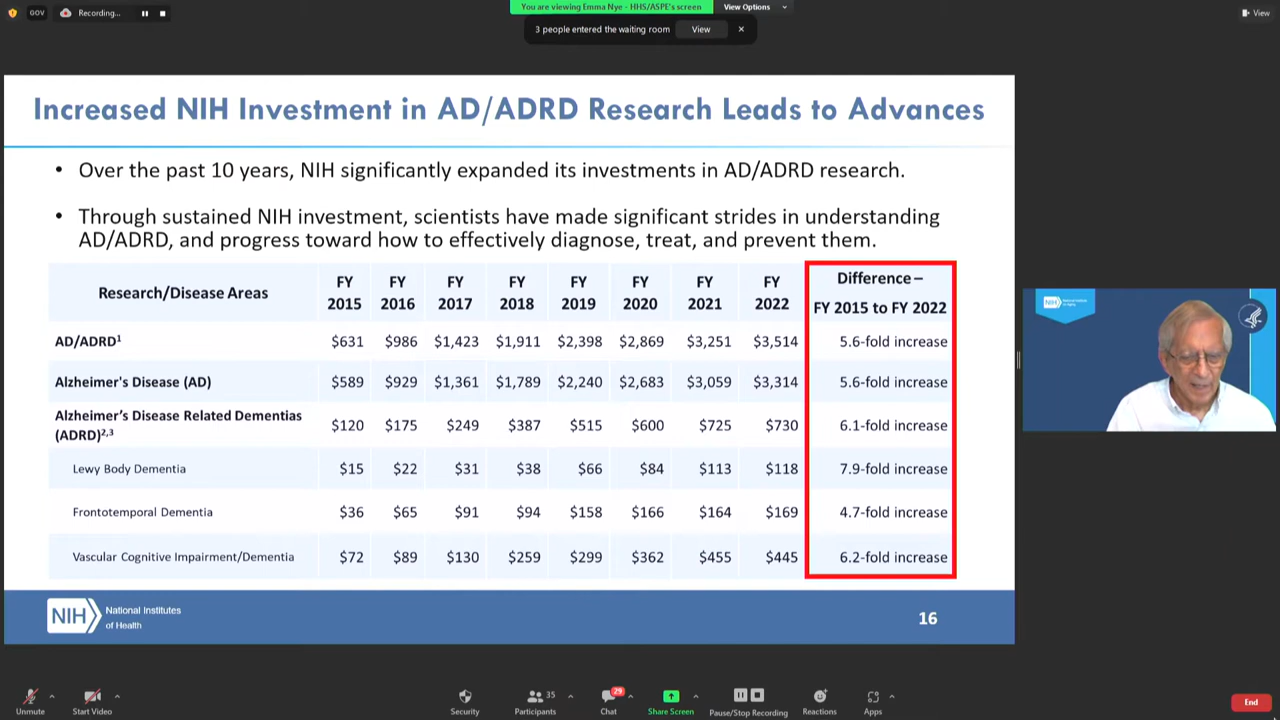 GOV
Recording...
You are viewing Emma Nye - HHS/ASPE's screen
View Options
View
3 people entered the waiting room
View
Increased NIH Investment in AD/ADRD Research Leads to Advances
• Over the past 10 years, NIH significantly expanded its investments in AD/ADRD research.
• Through sustained NIH investment, scientists have made significant strides in understanding
AD/ADRD, and progress toward how to effectively diagnose, treat, and prevent them.
Research/Disease Areas FY 2015 FY 2016 FY 2017 FY 2018 FY 2019 FY 2020 FY 2021 FY 2022 Difference – FY 2015 to FY 2022
AD/ADRD¹ $631 $986 $1,423 $1,911 $2,398 $2,869 $3,251 $3,514 5.6-fold increase
Alzheimer's Disease (AD) $589 $929 $1,361 $1,789 $2,240 $2,683 $3,059 $3,314 5.6-fold increase
Alzheimer’s Disease Related Dementias
(ADRD)²,³ $120 $175 $249 $387 $515 $600 $725 $730 6.1-fold increase
Lewy Body Dementia $15 $22 $31 $38 $66 $84 $113 $118 7.9-fold increase
Frontotemporal Dementia $36 $65 $91 $94 $158 $166 $164 $169 4.7-fold increase
Vascular Cognitive Impairment/Dementia $72 $89 $130 $259 $299 $362 $455 $445 6.2-fold increase
NIH National Institutes
of Health
16
NIH National Institute
on Aging
Unmute
Start Video
Security
35
Participants
29
Chat
Share Screen
Pause/Stop Recording
Reactions
Apps
End